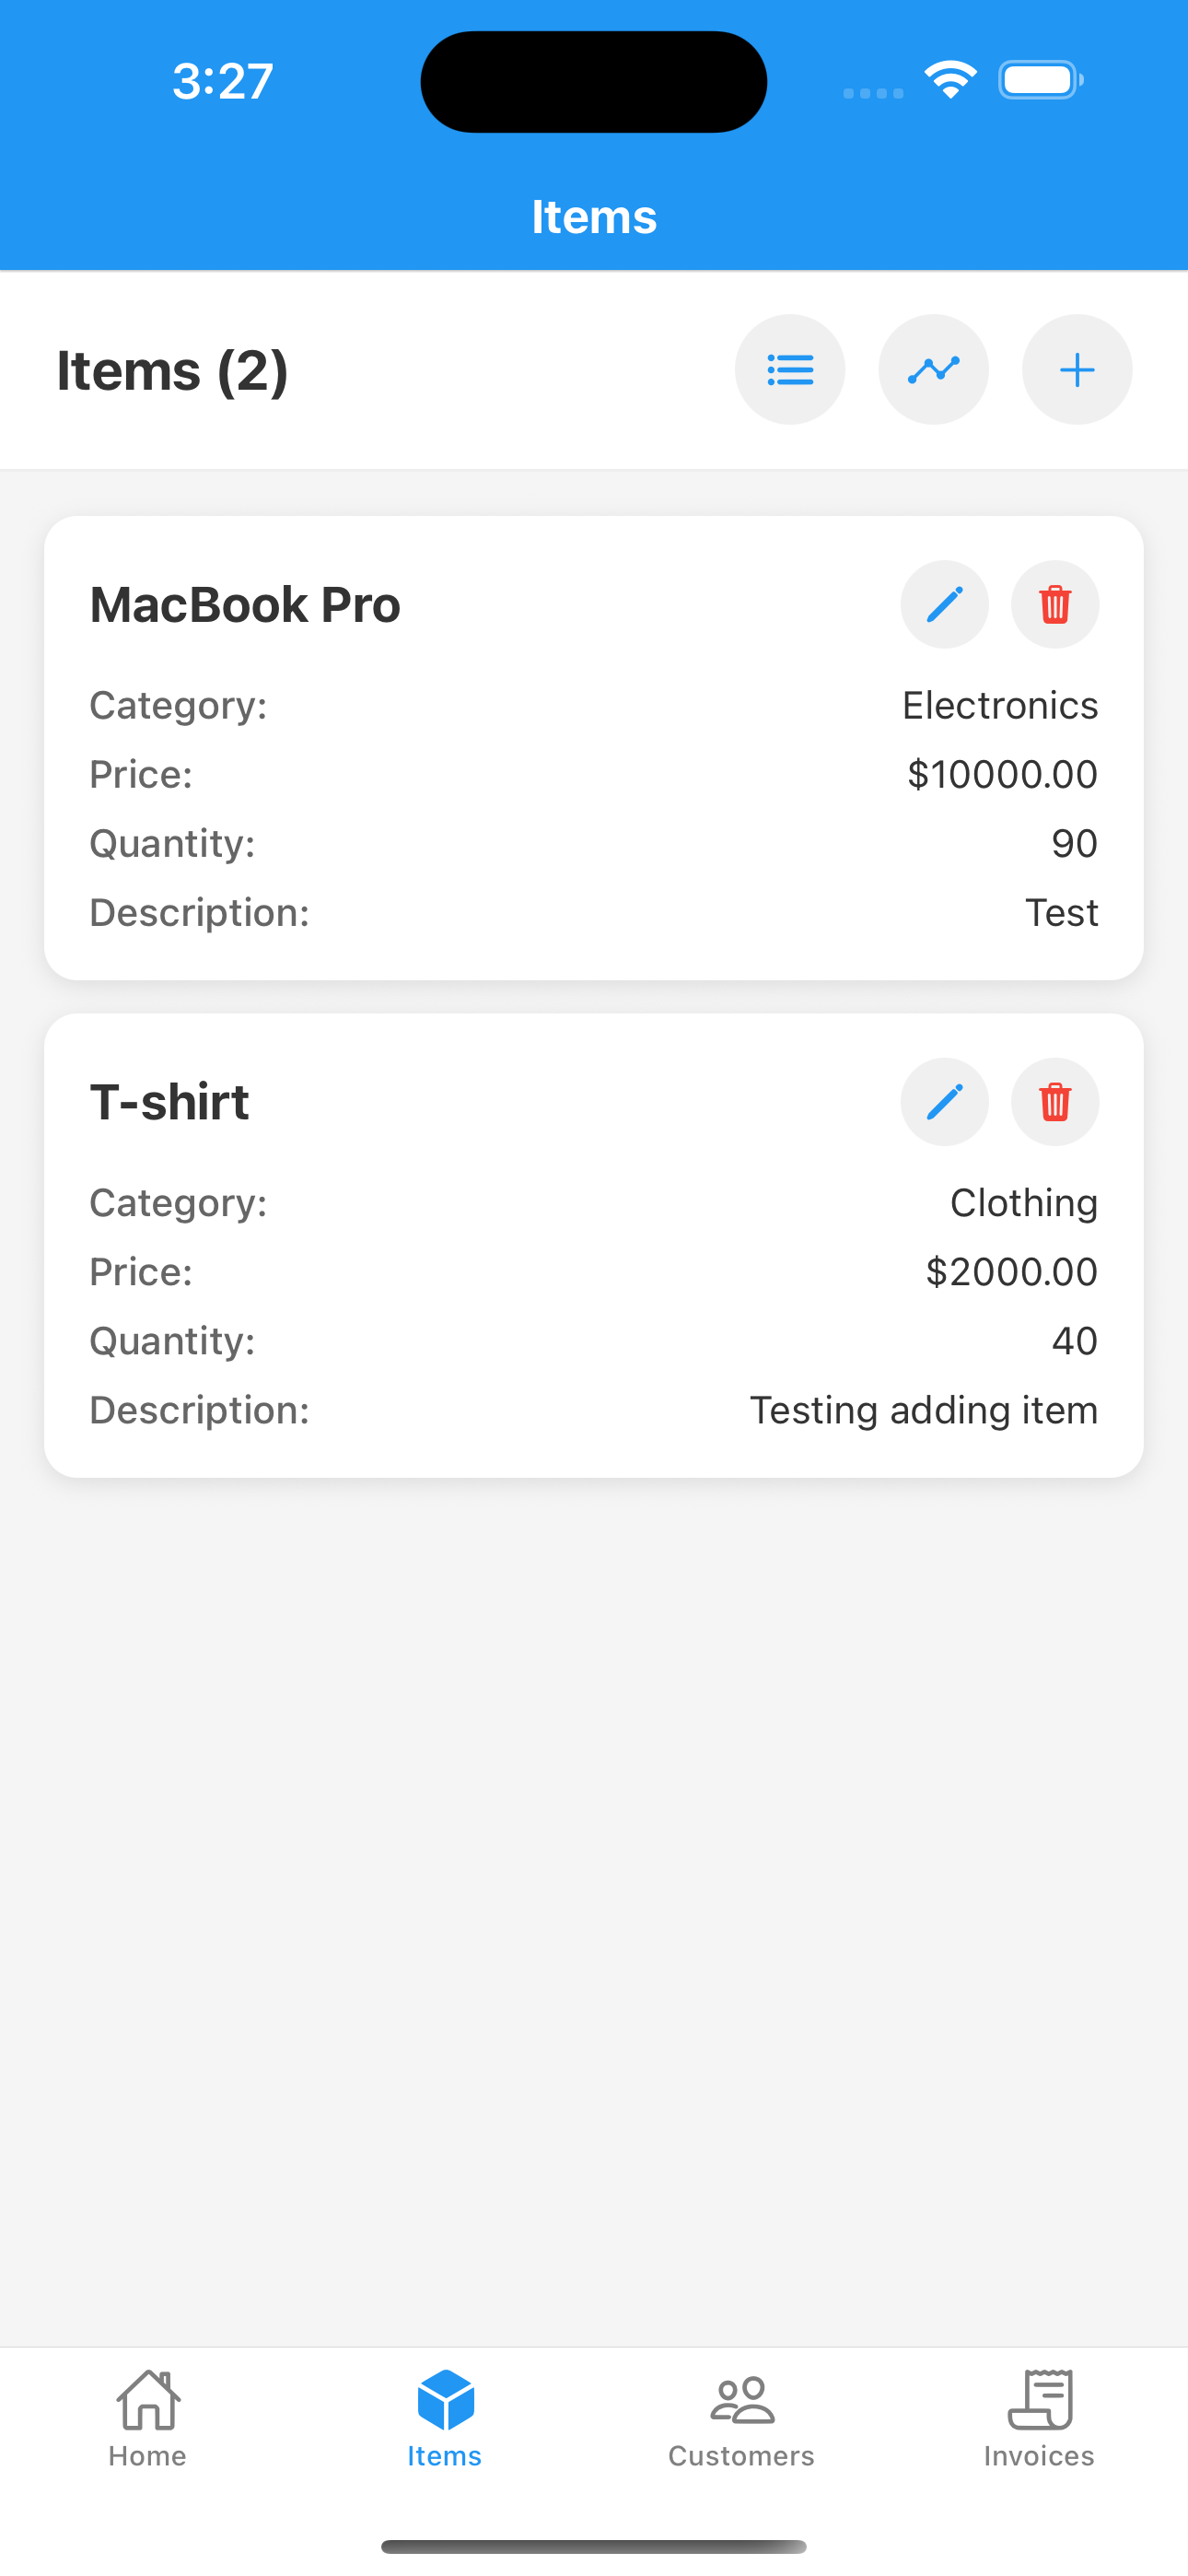 3:27
Items
Items (2)
MacBook Pro
Category: Electronics
Price: $10000.00
Quantity: 90
Description: Test
T-shirt
Category: Clothing
Price: $2000.00
Quantity: 40
Description: Testing adding item
Home Items Customers Invoices